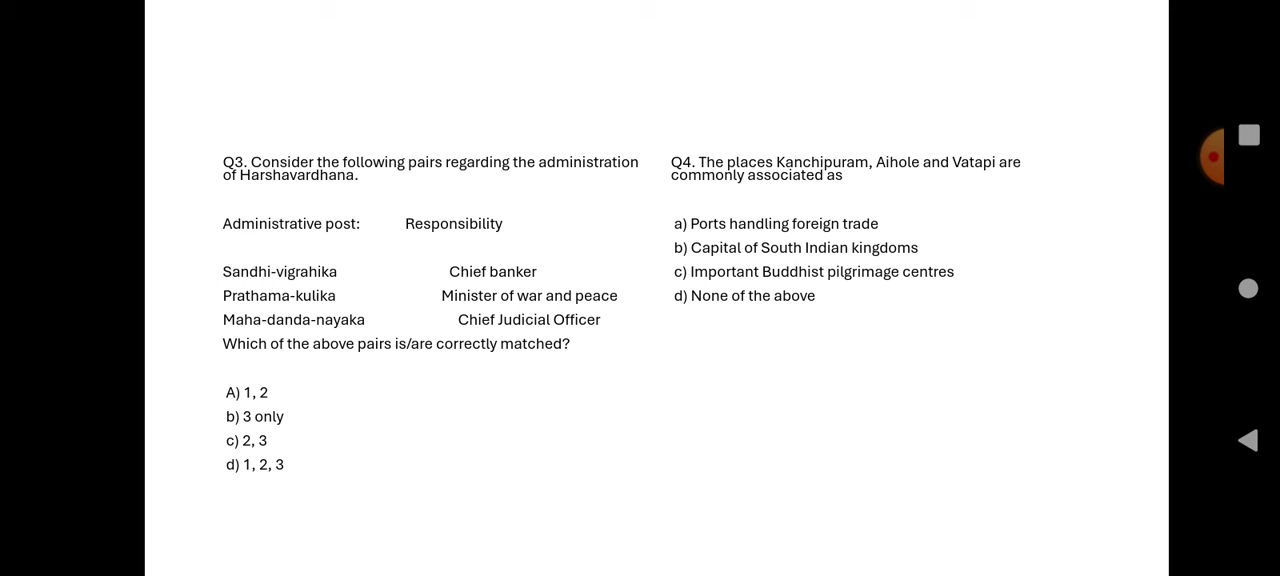 Q3. Consider the following pairs regarding the administration
of Harshavardhana.
Administrative post: Responsibility
Sandhi-vigrahika Chief banker
Prathama-kulika Minister of war and peace
Maha-danda-nayaka Chief Judicial Officer
Which of the above pairs is/are correctly matched?
A) 1, 2
b) 3 only
c) 2, 3
d) 1, 2, 3
Q4. The places Kanchipuram, Aihole and Vatapi are
commonly associated as
a) Ports handling foreign trade
b) Capital of South Indian kingdoms
c) Important Buddhist pilgrimage centres
d) None of the above